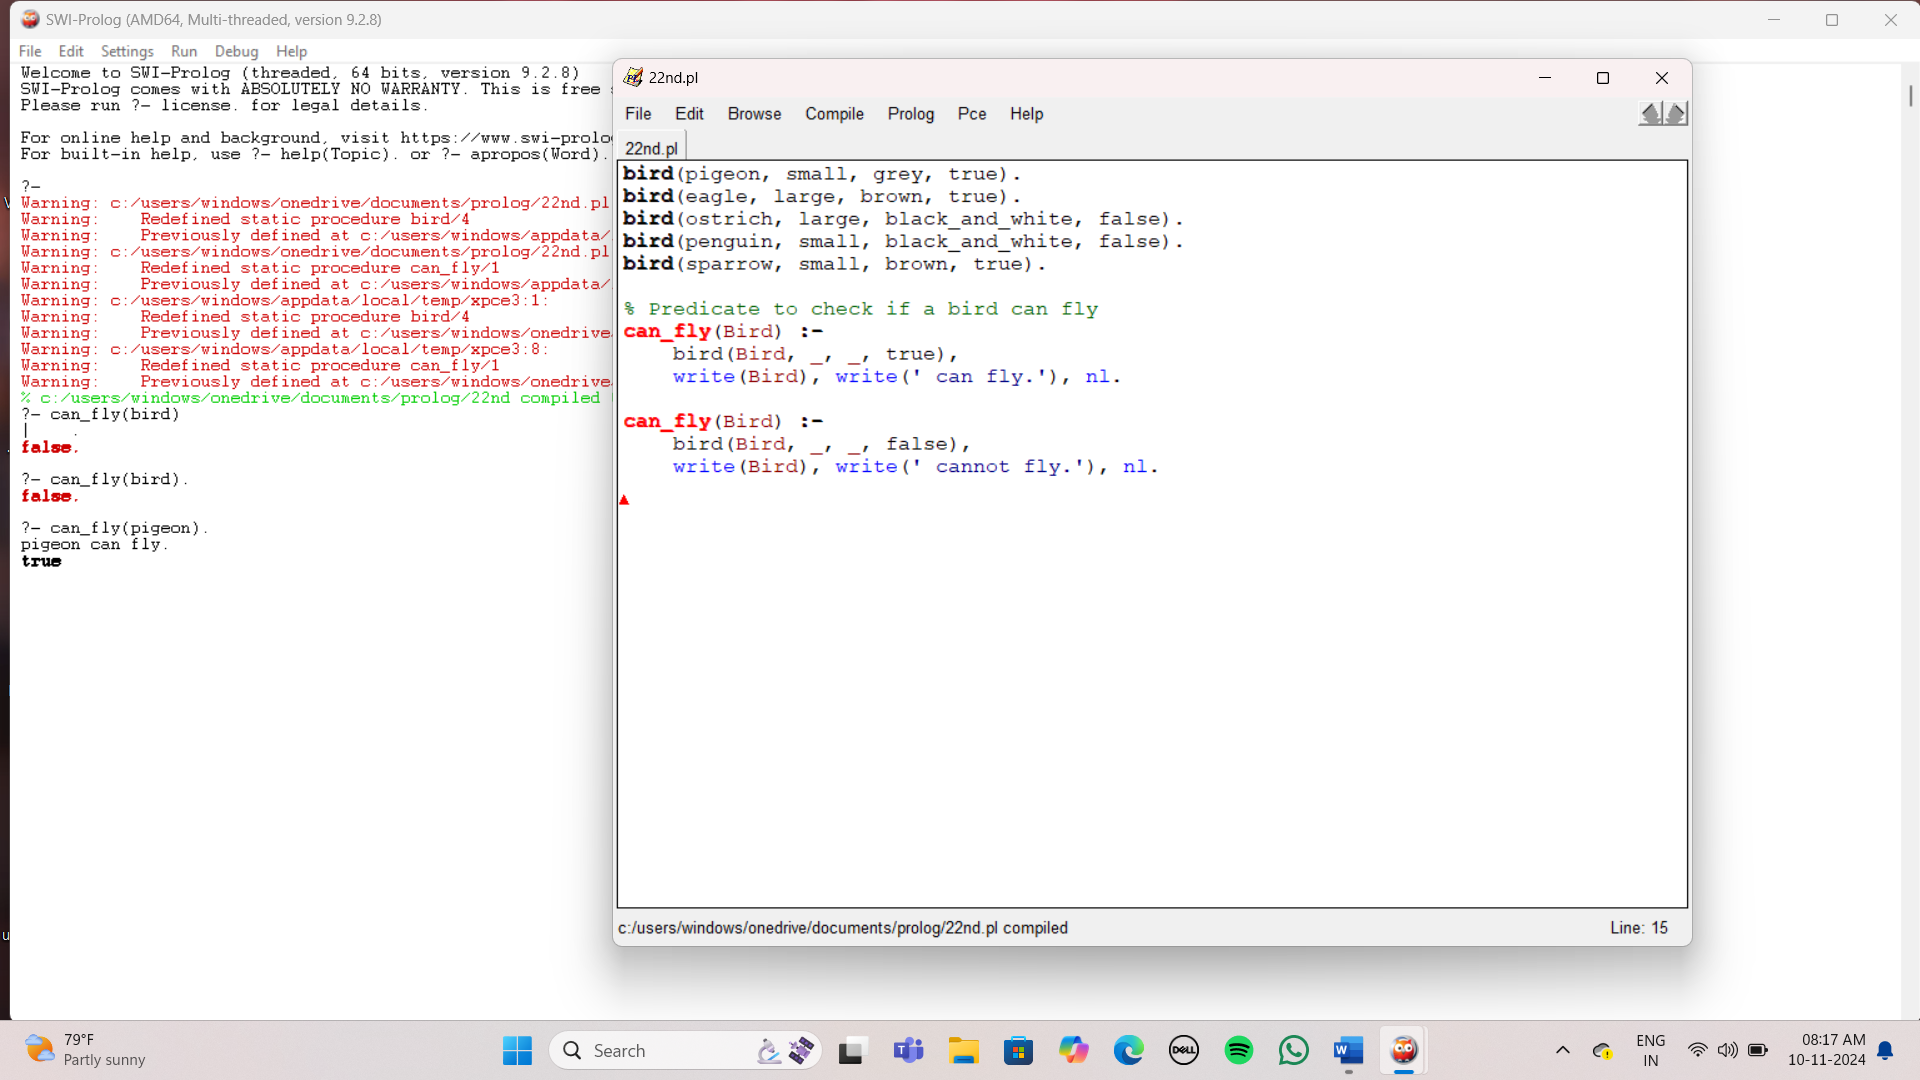 SWI-Prolog (AMD64, Multi-threaded, version 9.2.8)
File Edit Settings Run Debug Help
Welcome to SWI-Prolog (threaded, 64 bits, version 9.2.8)
SWI-Prolog comes with ABSOLUTELY NO WARRANTY. This is free
Please run ?- license. for legal details.
For online help and background, visit https://www.swi-prolo
For built-in help, use ?- help(Topic). or ?- apropos(Word).
?-
Warning: c:/users/windows/onedrive/documents/prolog/22nd.pl
Warning:    Redefined static procedure bird/4
Warning:    Previously defined at c:/users/windows/appdata/
Warning: c:/users/windows/onedrive/documents/prolog/22nd.pl
Warning:    Redefined static procedure can_fly/1
Warning:    Previously defined at c:/users/windows/appdata/
Warning: c:/users/windows/appdata/local/temp/xpce3:1:
Warning:    Redefined static procedure bird/4
Warning:    Previously defined at c:/users/windows/onedrive
Warning: c:/users/windows/appdata/local/temp/xpce3:8:
Warning:    Redefined static procedure can_fly/1
Warning:    Previously defined at c:/users/windows/onedrive
% c:/users/windows/onedrive/documents/prolog/22nd compiled
?- can_fly(bird)
|    .
false.
?- can_fly(bird).
false.
?- can_fly(pigeon).
pigeon can fly.
true
22nd.pl
File Edit Browse Compile Prolog Pce Help
22nd.pl
bird(pigeon, small, grey, true).
bird(eagle, large, brown, true).
bird(ostrich, large, black_and_white, false).
bird(penguin, small, black_and_white, false).
bird(sparrow, small, brown, true).
% Predicate to check if a bird can fly
can_fly(Bird) :-
    bird(Bird, _, _, true),
    write(Bird), write(' can fly.'), nl.
can_fly(Bird) :-
    bird(Bird, _, _, false),
    write(Bird), write(' cannot fly.'), nl.
c:/users/windows/onedrive/documents/prolog/22nd.pl compiled
Line: 15
79°F
Partly sunny
Search
DELL
ENG
IN
08:17 AM
10-11-2024